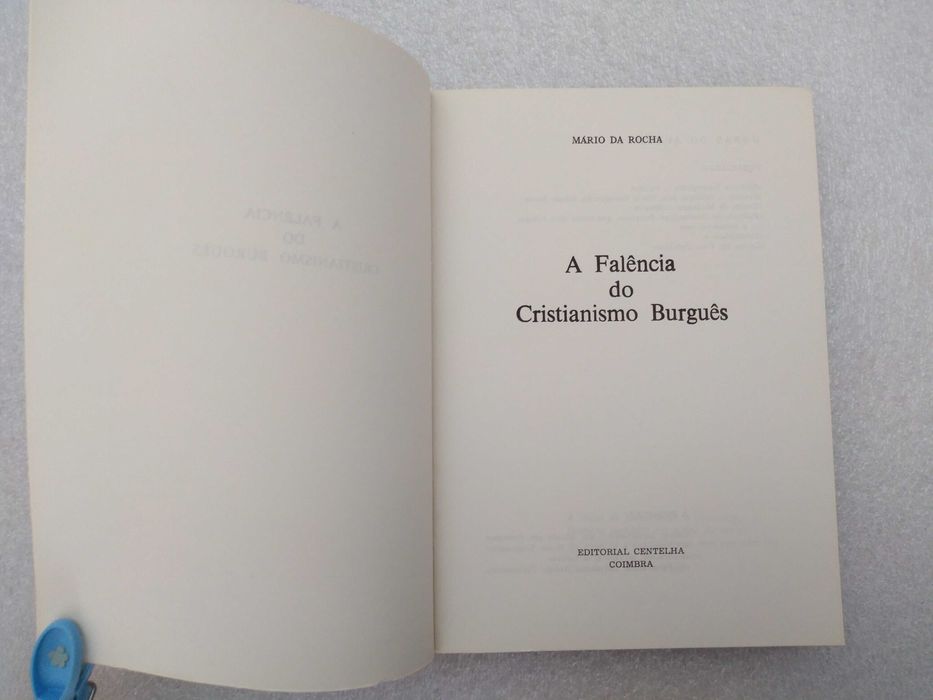 MÁRIO DA ROCHA
A Falência
do
Cristianismo Burguês
EDITORIAL CENTELHA
COIMBRA